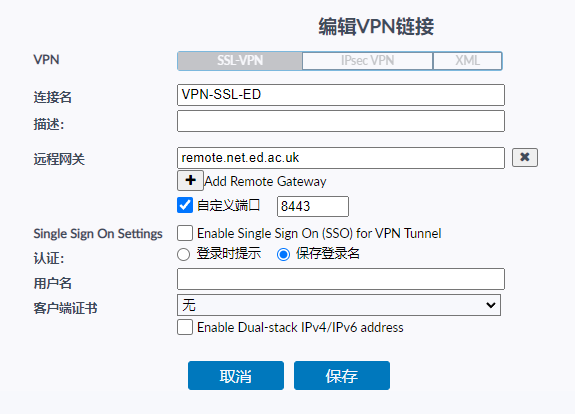 编辑VPN链接
VPN SSL-VPN IPsec VPN XML
连接名 VPN-SSL-ED
描述：
远程网关 remote.net.ed.ac.uk
Add Remote Gateway
自定义端口 8443
Single Sign On Settings Enable Single Sign On (SSO) for VPN Tunnel
认证： 登录时提示 保存登录名
用户名
客户端证书 无
Enable Dual-stack IPv4/IPv6 address
取消 保存